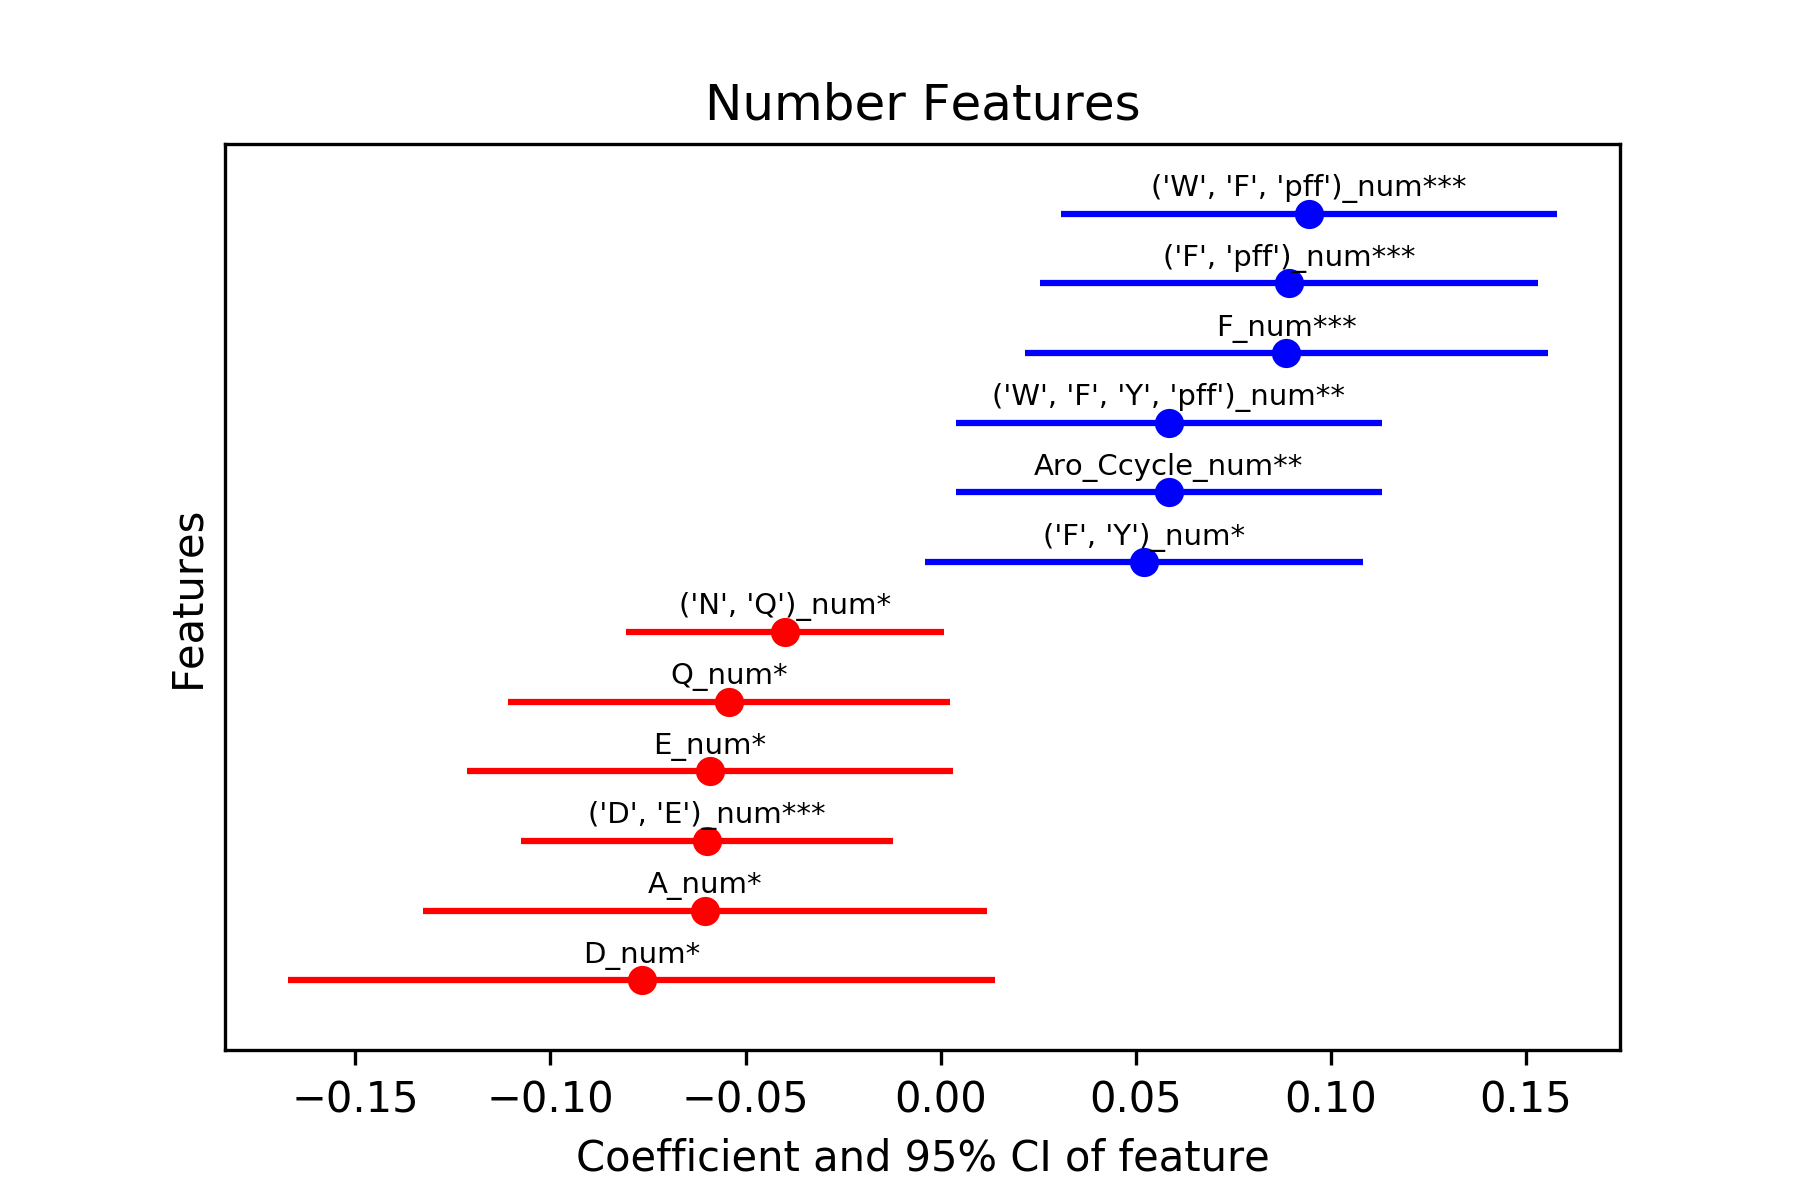 Number Features
('W', 'F', 'pff')_num***
('F', 'pff')_num***
F_num***
('W', 'F', 'Y', 'pff')_num**
Aro_Ccycle_num**
('F', 'Y')_num*
('N', 'Q')_num*
Q_num*
E_num*
('D', 'E')_num***
A_num*
D_num*
Features
−0.15 −0.10 −0.05 0.00 0.05 0.10 0.15
Coefficient and 95% CI of feature